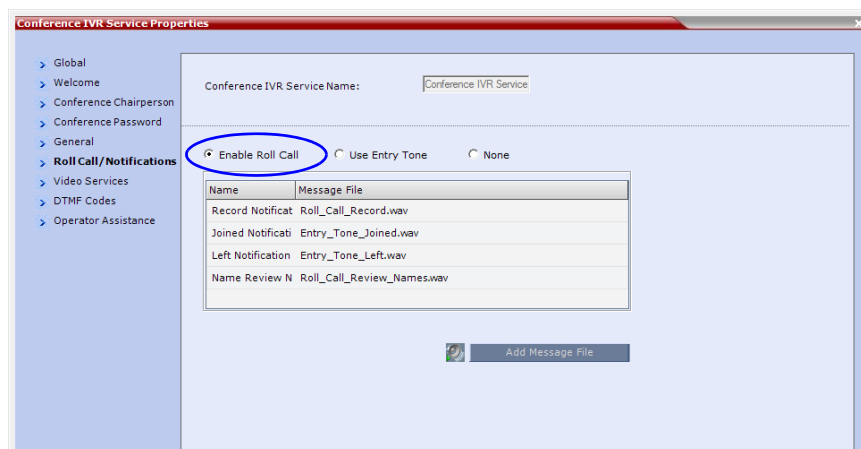 Conference IVR Service Properties
Global
Welcome
Conference Chairperson
Conference Password
General
Roll Call/Notifications
Video Services
DTMF Codes
Operator Assistance
Conference IVR Service Name: Conference IVR Service
Enable Roll Call Use Entry Tone None
Name Message File
Record Notificat Roll_Call_Record.wav
Joined Notificati Entry_Tone_Joined.wav
Left Notification Entry_Tone_Left.wav
Name Review N Roll_Call_Review_Names.wav
Add Message File